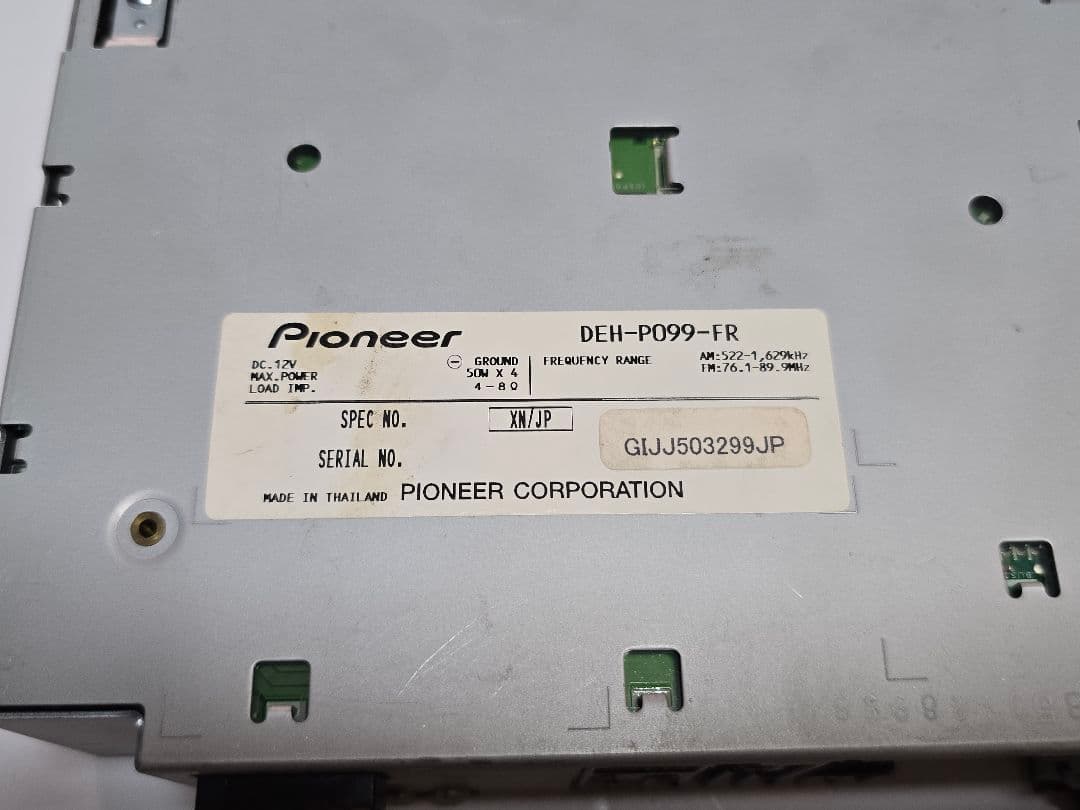 Pioneer DEH-P099-FR
DC.12V ⊖ GROUND FREQUENCY RANGE AM:522-1,629kHz
MAX.POWER 50W X 4 FM:76.1-89.9MHz
LOAD IMP. 4-8Ω
SPEC NO. XN/JP
SERIAL NO. GIJJ503299JP
MADE IN THAILAND PIONEER CORPORATION